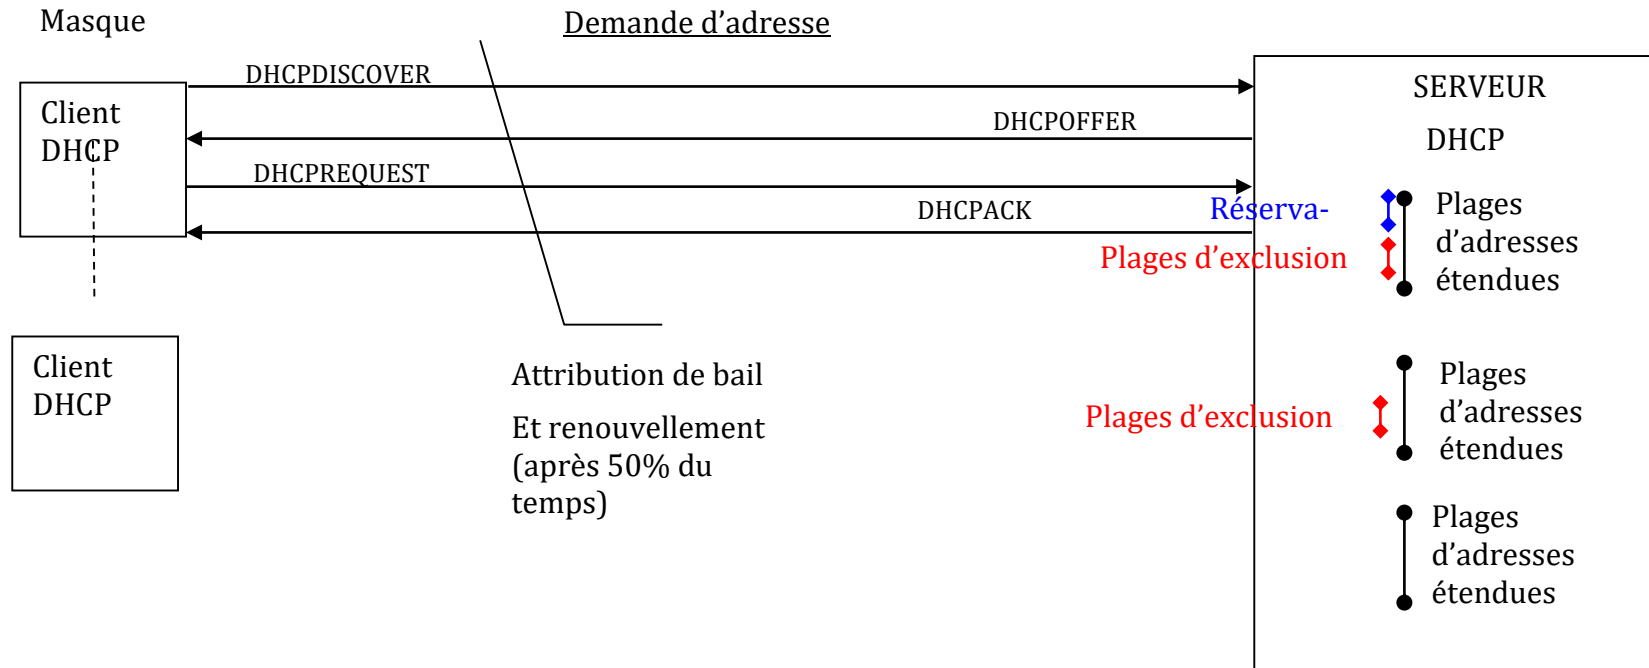 Masque
Demande d’adresse
DHCPDISCOVER
SERVEUR
Client
DHCP
DHCPOFFER
DHCP
DHCPREQUEST
DHCPACK
Réserva-
Plages
d’adresses
étendues
Plages d’exclusion
Client
DHCP
Attribution de bail
Et renouvellement
(après 50% du
temps)
Plages d’exclusion
Plages
d’adresses
étendues
Plages
d’adresses
étendues